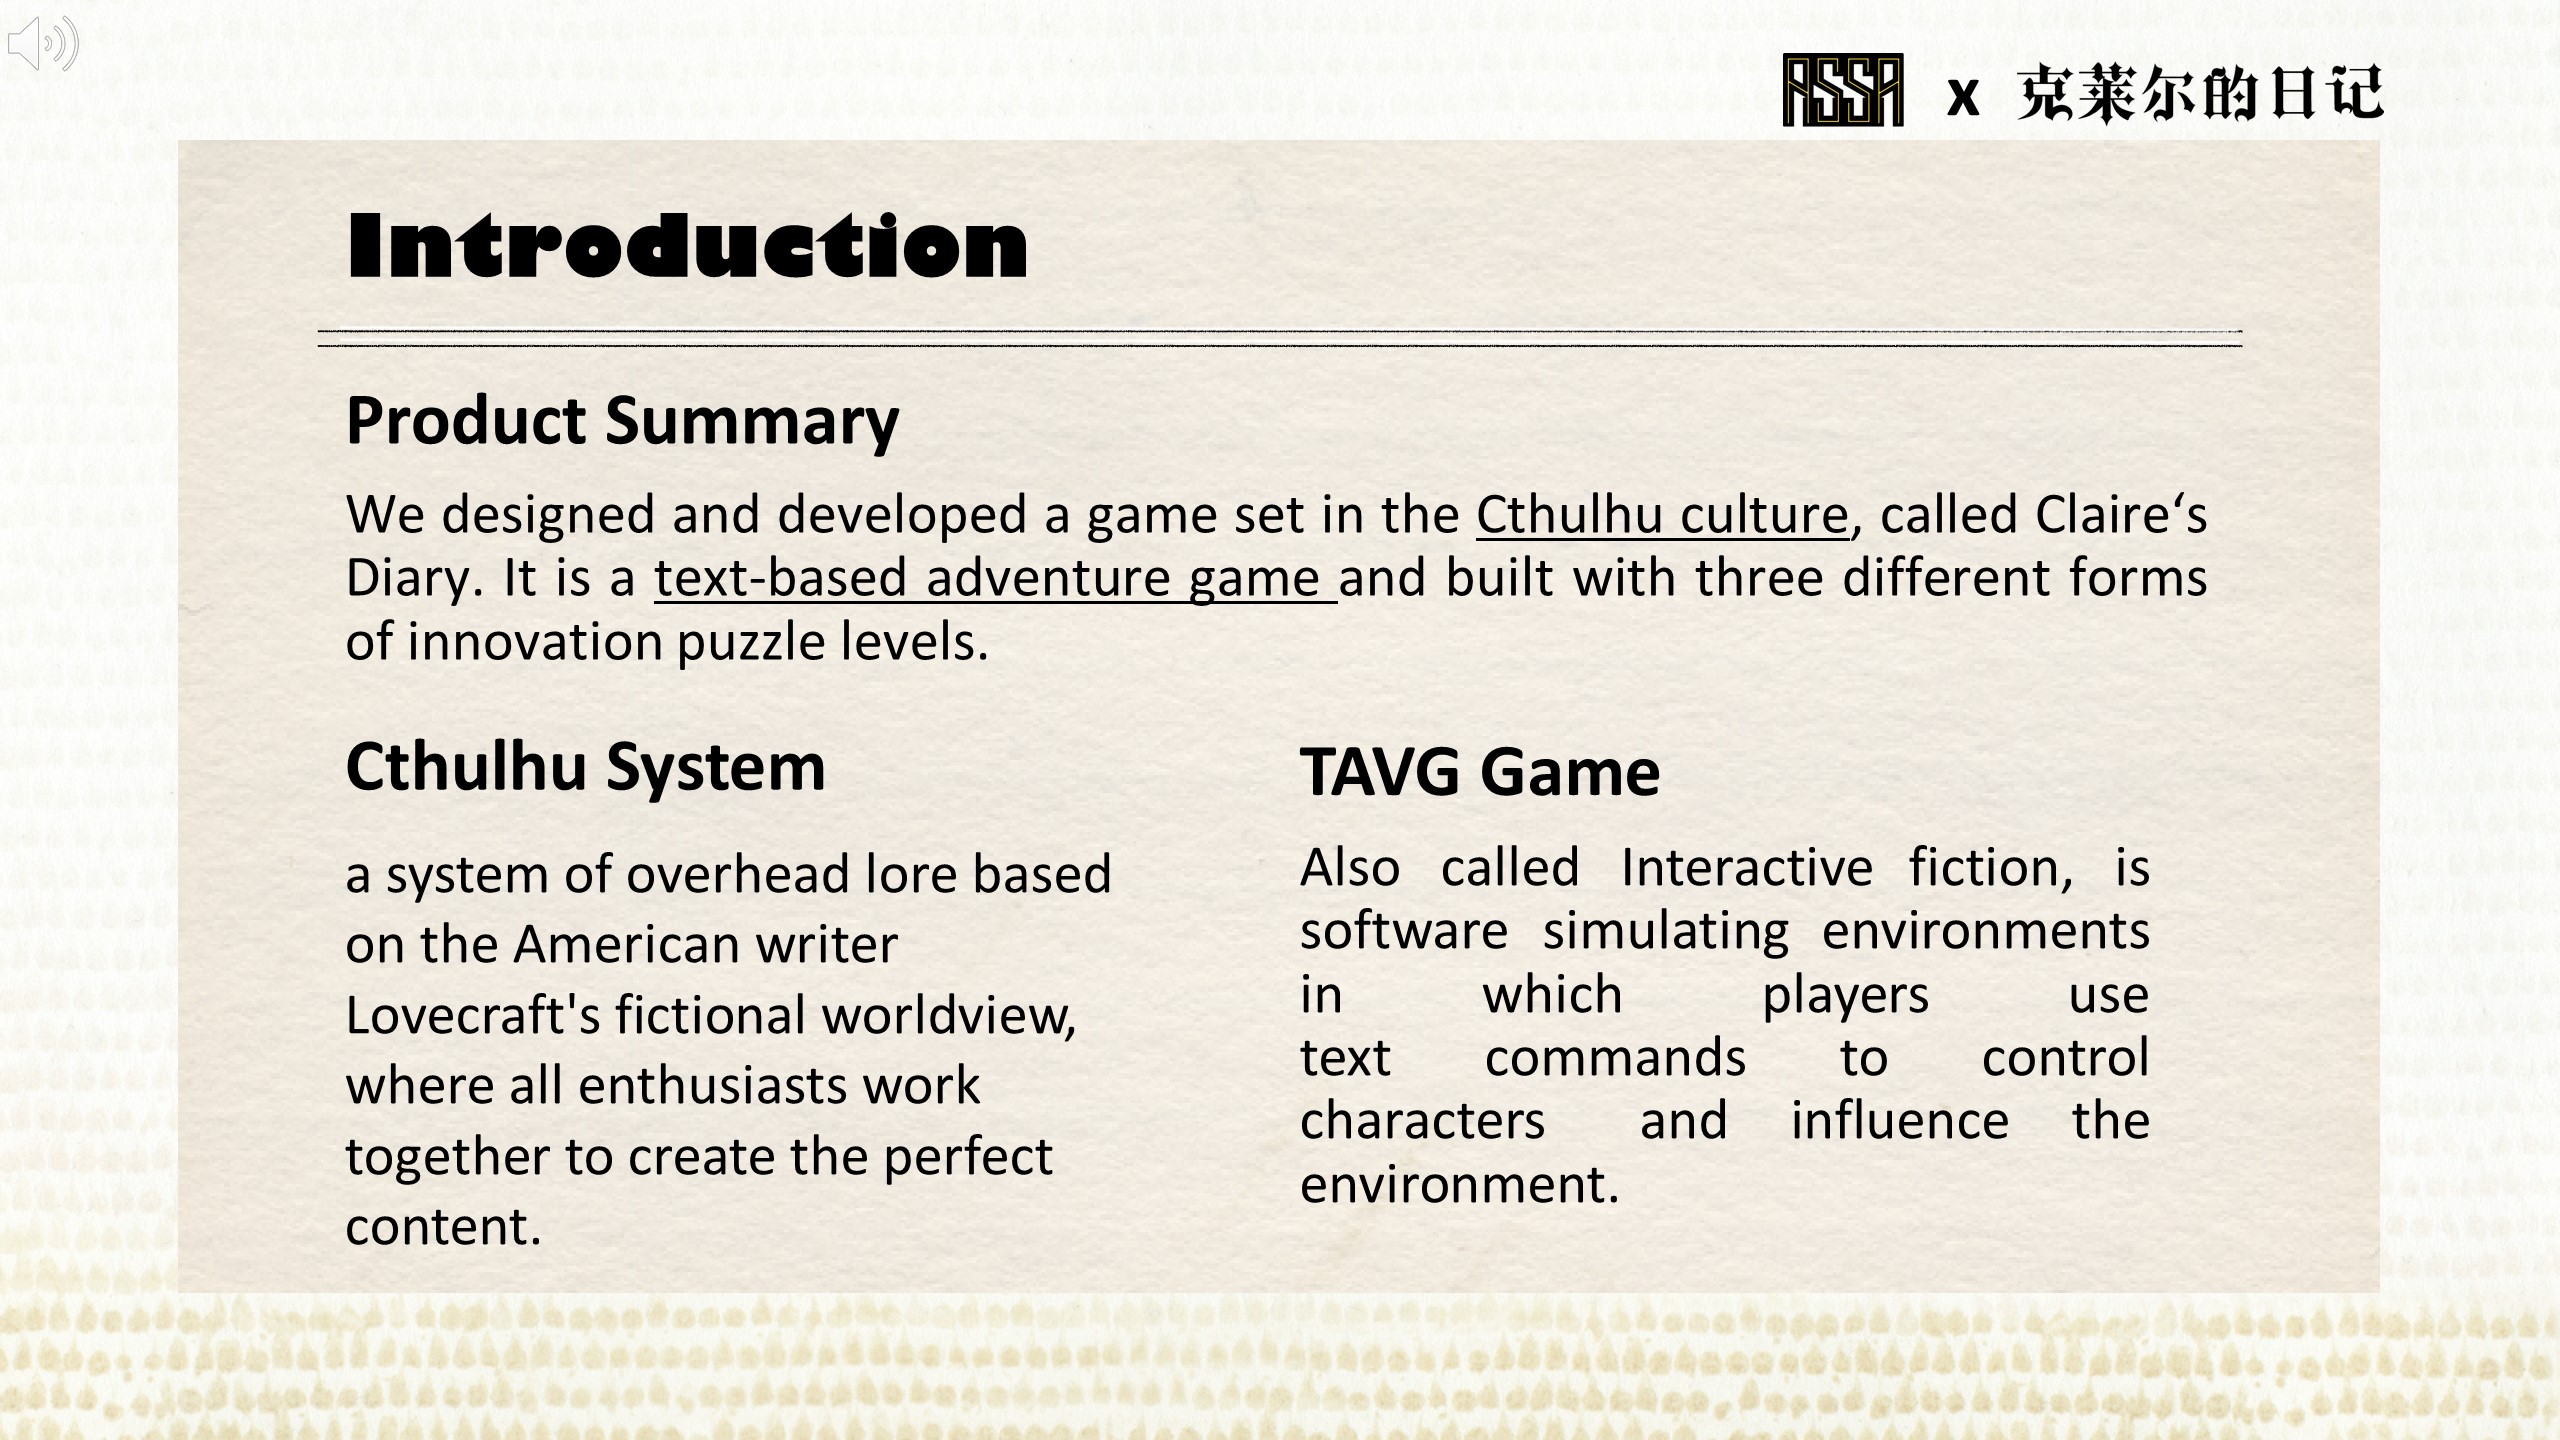 ASSA x 克莱尔的日记
Introduction
Product Summary
We designed and developed a game set in the Cthulhu culture, called Claire‘s
Diary. It is a text-based adventure game and built with three different forms
of innovation puzzle levels.
Cthulhu System
a system of overhead lore based
on the American writer
Lovecraft's fictional worldview,
where all enthusiasts work
together to create the perfect
content.
TAVG Game
Also called Interactive fiction, is
software simulating environments
in which players use
text commands to control
characters and influence the
environment.